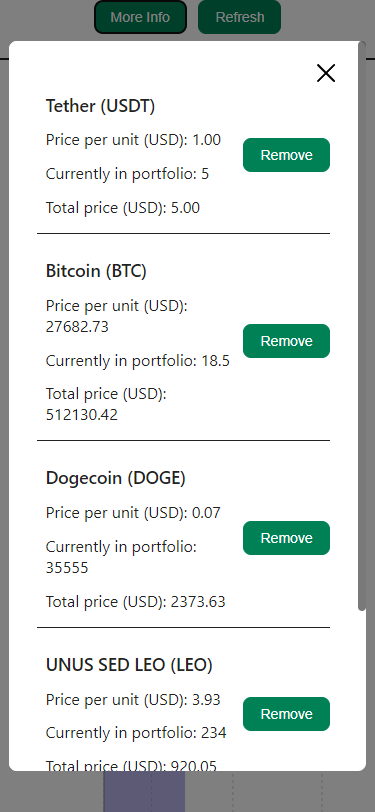 More Info
Refresh
Tether (USDT)
Price per unit (USD): 1.00
Currently in portfolio: 5
Total price (USD): 5.00
Remove
Bitcoin (BTC)
Price per unit (USD):
27682.73
Currently in portfolio: 18.5
Total price (USD):
512130.42
Remove
Dogecoin (DOGE)
Price per unit (USD): 0.07
Currently in portfolio:
35555
Total price (USD): 2373.63
Remove
UNUS SED LEO (LEO)
Price per unit (USD): 3.93
Currently in portfolio: 234
Total price (USD): 920.05
Remove